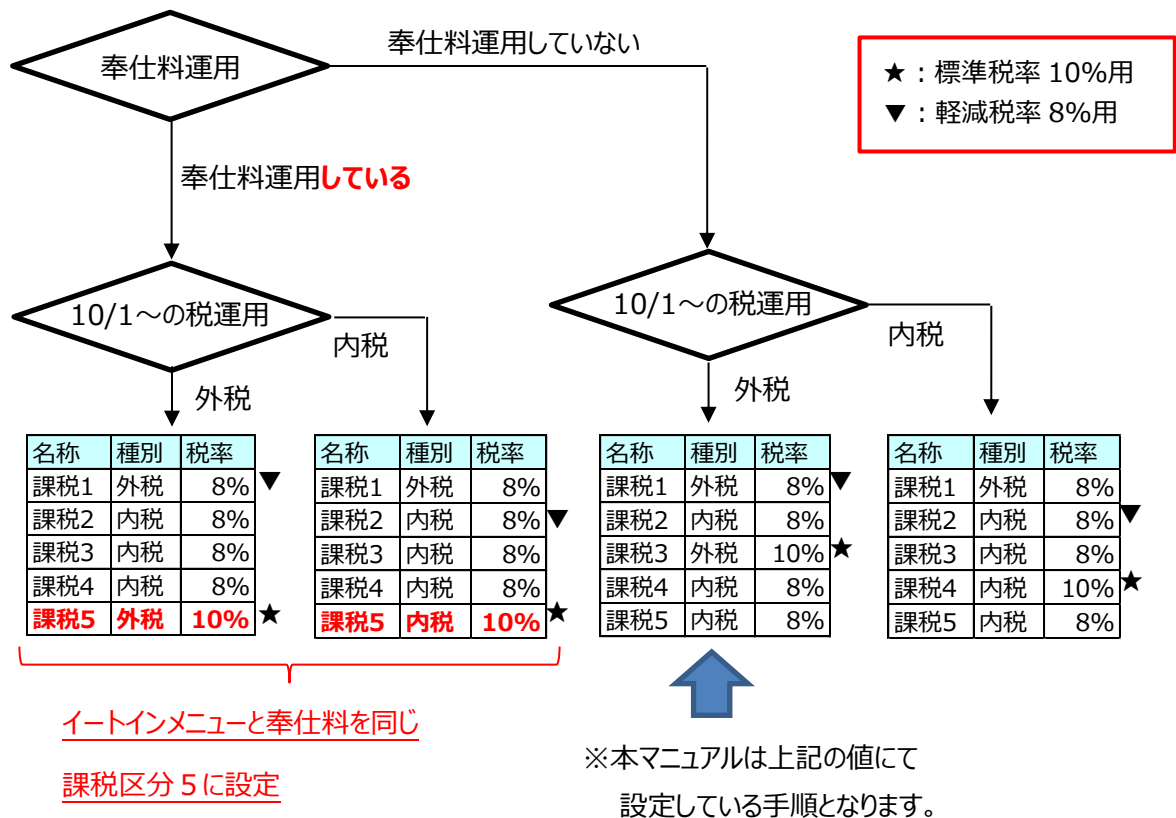 奉仕料運用
奉仕料運用していない
★：標準税率 10%用
▼：軽減税率 8%用
奉仕料運用している
10/1～の税運用
内税
外税
10/1～の税運用
内税
外税
名称 種別 税率
課税1 外税 8% ▼
課税2 内税 8%
課税3 内税 8%
課税4 内税 8%
課税5 外税 10% ★
名称 種別 税率
課税1 外税 8%
課税2 内税 8% ▼
課税3 内税 8%
課税4 内税 8%
課税5 内税 10% ★
名称 種別 税率
課税1 外税 8% ▼
課税2 内税 8%
課税3 外税 10% ★
課税4 内税 8%
課税5 内税 8%
名称 種別 税率
課税1 外税 8%
課税2 内税 8% ▼
課税3 内税 8%
課税4 内税 10% ★
課税5 内税 8%
イートインメニューと奉仕料を同じ
課税区分５に設定
※本マニュアルは上記の値にて
設定している手順となります。